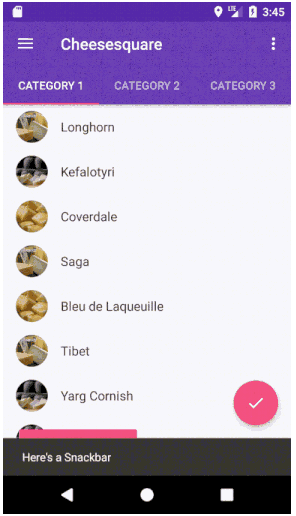 LTE 3:45
Cheesesquare
CATEGORY 1 CATEGORY 2 CATEGORY 3
Longhorn
Kefalotyri
Coverdale
Saga
Bleu de Laqueuille
Tibet
Yarg Cornish
Here's a Snackbar